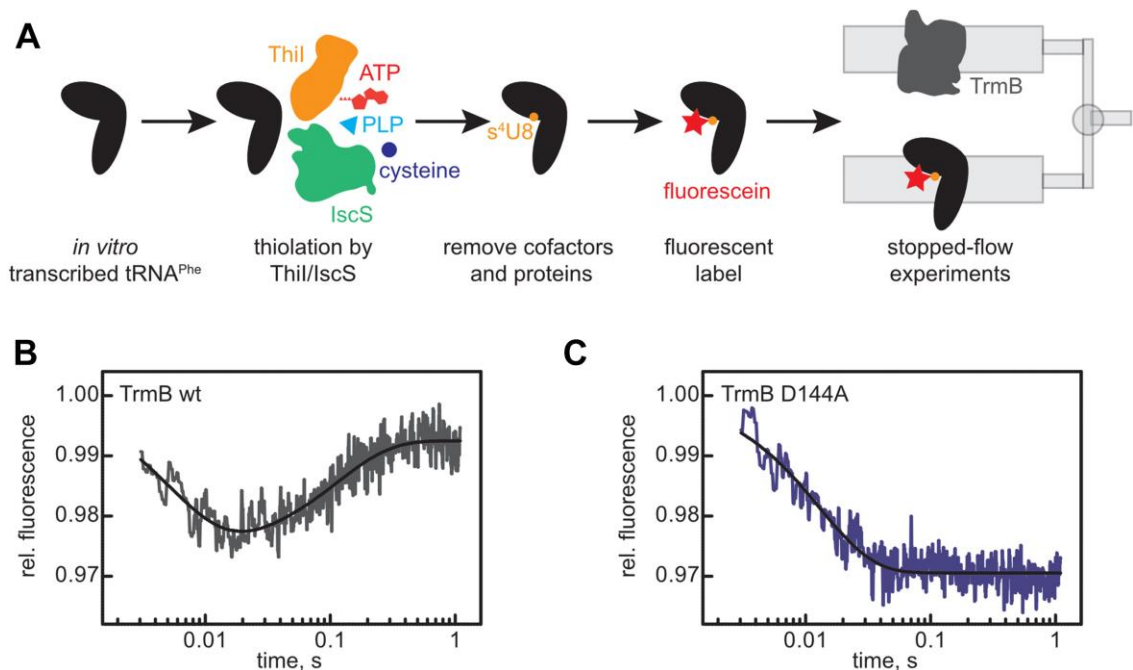 A
ThiI
ATP
PLP
cysteine
IscS
s⁴U8
fluorescein
TrmB
in vitro
transcribed tRNAᴾʰᵉ
thiolation by
ThiI/IscS
remove cofactors
and proteins
fluorescent
label
stopped-flow
experiments
B
TrmB wt
rel. fluorescence
1.00
0.99
0.98
0.97
0.01
0.1
1
time, s
C
TrmB D144A
rel. fluorescence
1.00
0.99
0.98
0.97
0.01
0.1
1
time, s